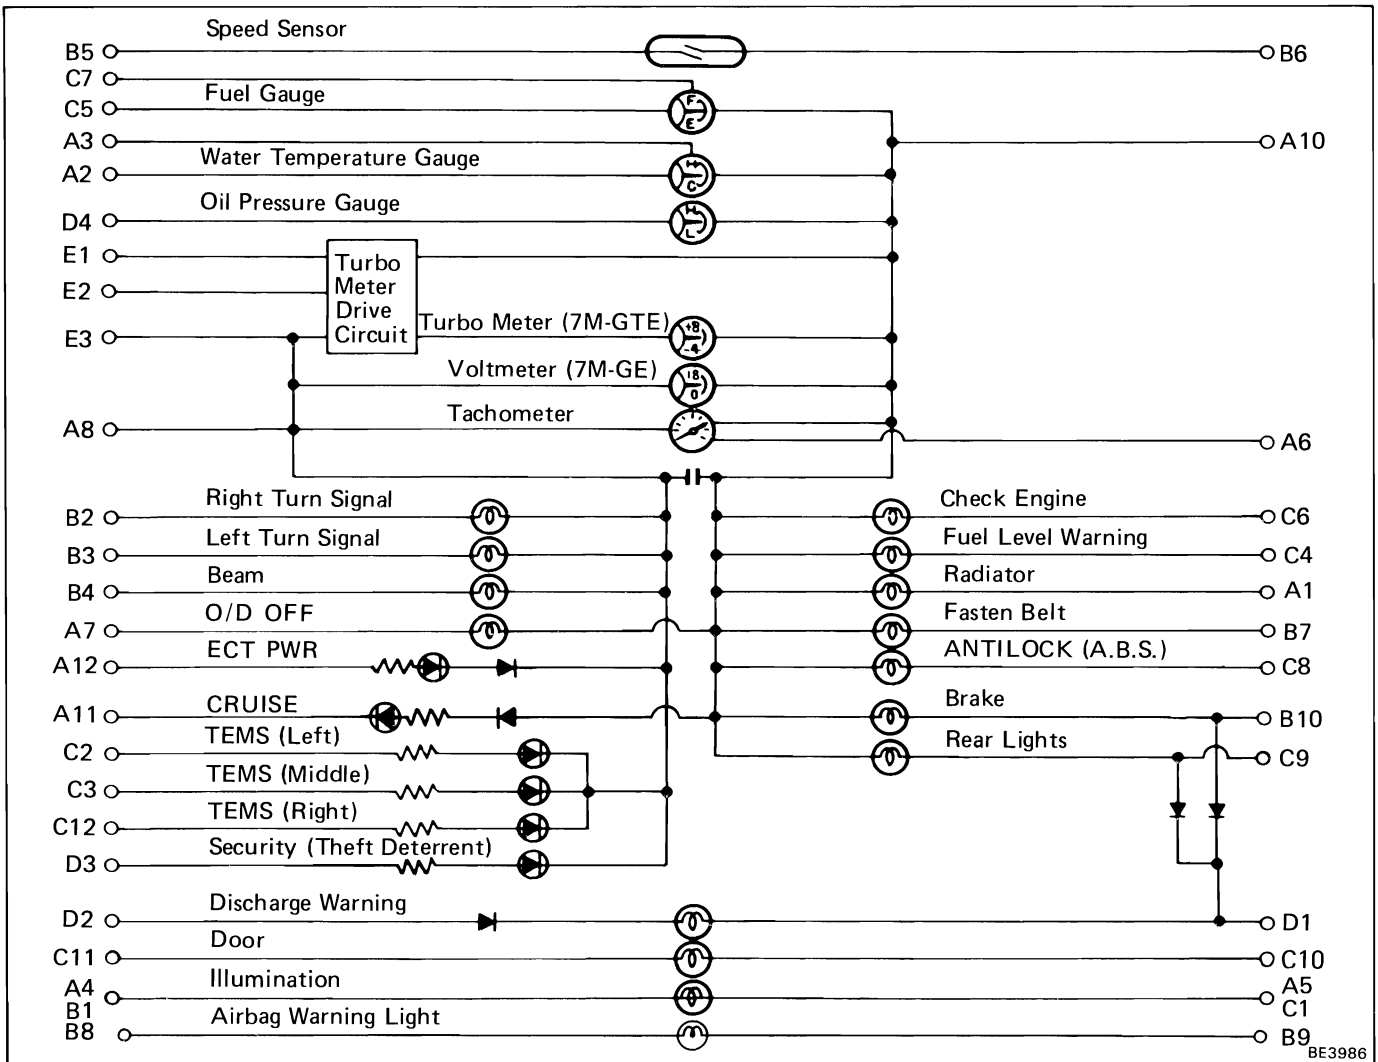 Speed Sensor
B5 B6
C7
Fuel Gauge
C5
F
E
A3 A10
Water Temperature Gauge
A2
H
C
Oil Pressure Gauge
D4
H
L
E1
Turbo
Meter
Drive
Circuit
E2
E3
Turbo Meter (7M-GTE)
+8
-4
Voltmeter (7M-GE)
18
0
Tachometer
A8
A6
Right Turn Signal Check Engine
B2 C6
Left Turn Signal Fuel Level Warning
B3 C4
Beam Radiator
B4 A1
O/D OFF Fasten Belt
A7 B7
ECT PWR ANTILOCK (A.B.S.)
A12 C8
CRUISE Brake
A11 B10
TEMS (Left) Rear Lights
C2 C9
TEMS (Middle)
C3
TEMS (Right)
C12
Security (Theft Deterrent)
D3
Discharge Warning
D2 D1
Door
C11 C10
Illumination
A4 A5
B1 C1
Airbag Warning Light
B8 B9
BE3986